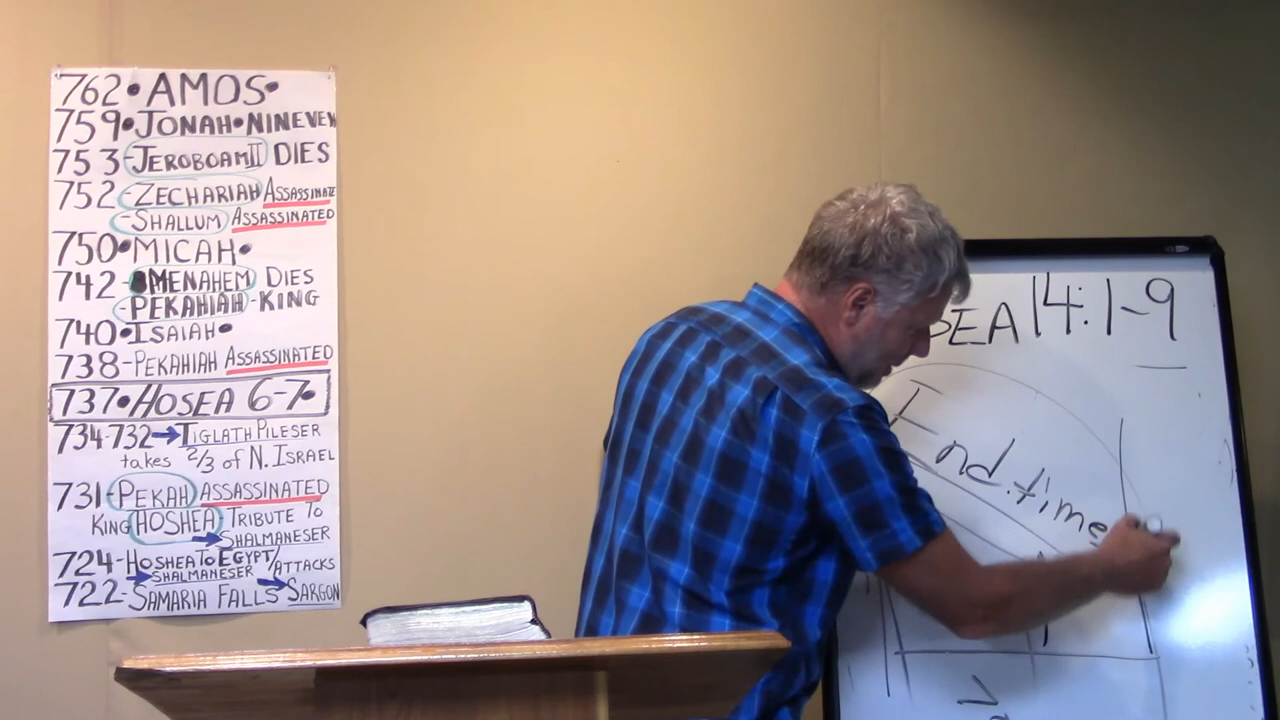 762•AMOS•
759•JONAH•NINEVEH
753-JEROBOAM II DIES
752-ZECHARIAH ASSASSINATE
-SHALLUM ASSASSINATED
750•MICAH•
742-MENAHEM DIES
-PEKAHIAH-KING
740•ISAIAH•
738-PEKAHIAH ASSASSINATED
737•HOSEA 6-7•
734-732→TIGLATH PILESER
takes 2/3 of N. ISRAEL
731-PEKAH ASSASSINATED
KING HOSHEA TRIBUTE TO
→SHALMANESER
724-HOSHEA TO EGYPT/ATTACKS
→SHALMANESER
722-SAMARIA FALLS→SARGON
SEA 14:1-9
End.time